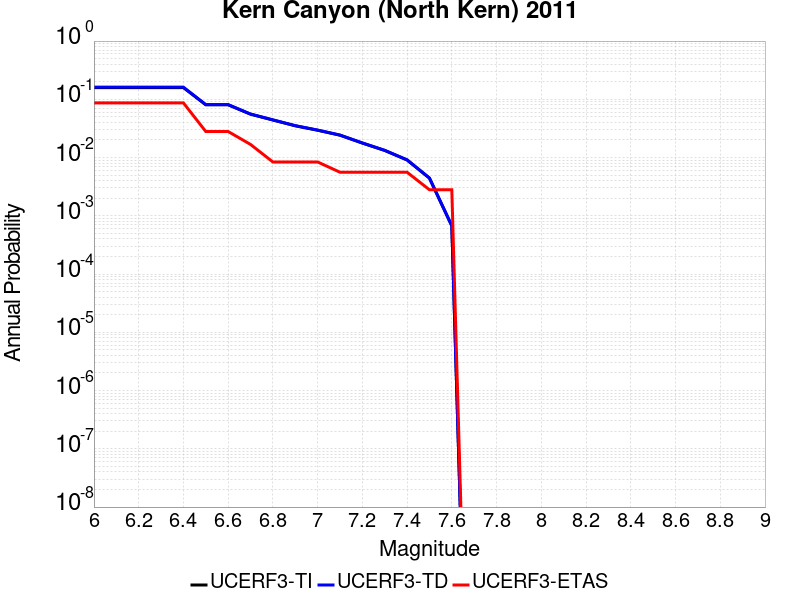 Kern Canyon (North Kern) 2011
10^0
10^-1
10^-2
10^-3
10^-4
10^-5
10^-6
10^-7
10^-8
Annual Probability
6 6.2 6.4 6.6 6.8 7 7.2 7.4 7.6 7.8 8 8.2 8.4 8.6 8.8 9
Magnitude
UCERF3-TI UCERF3-TD UCERF3-ETAS